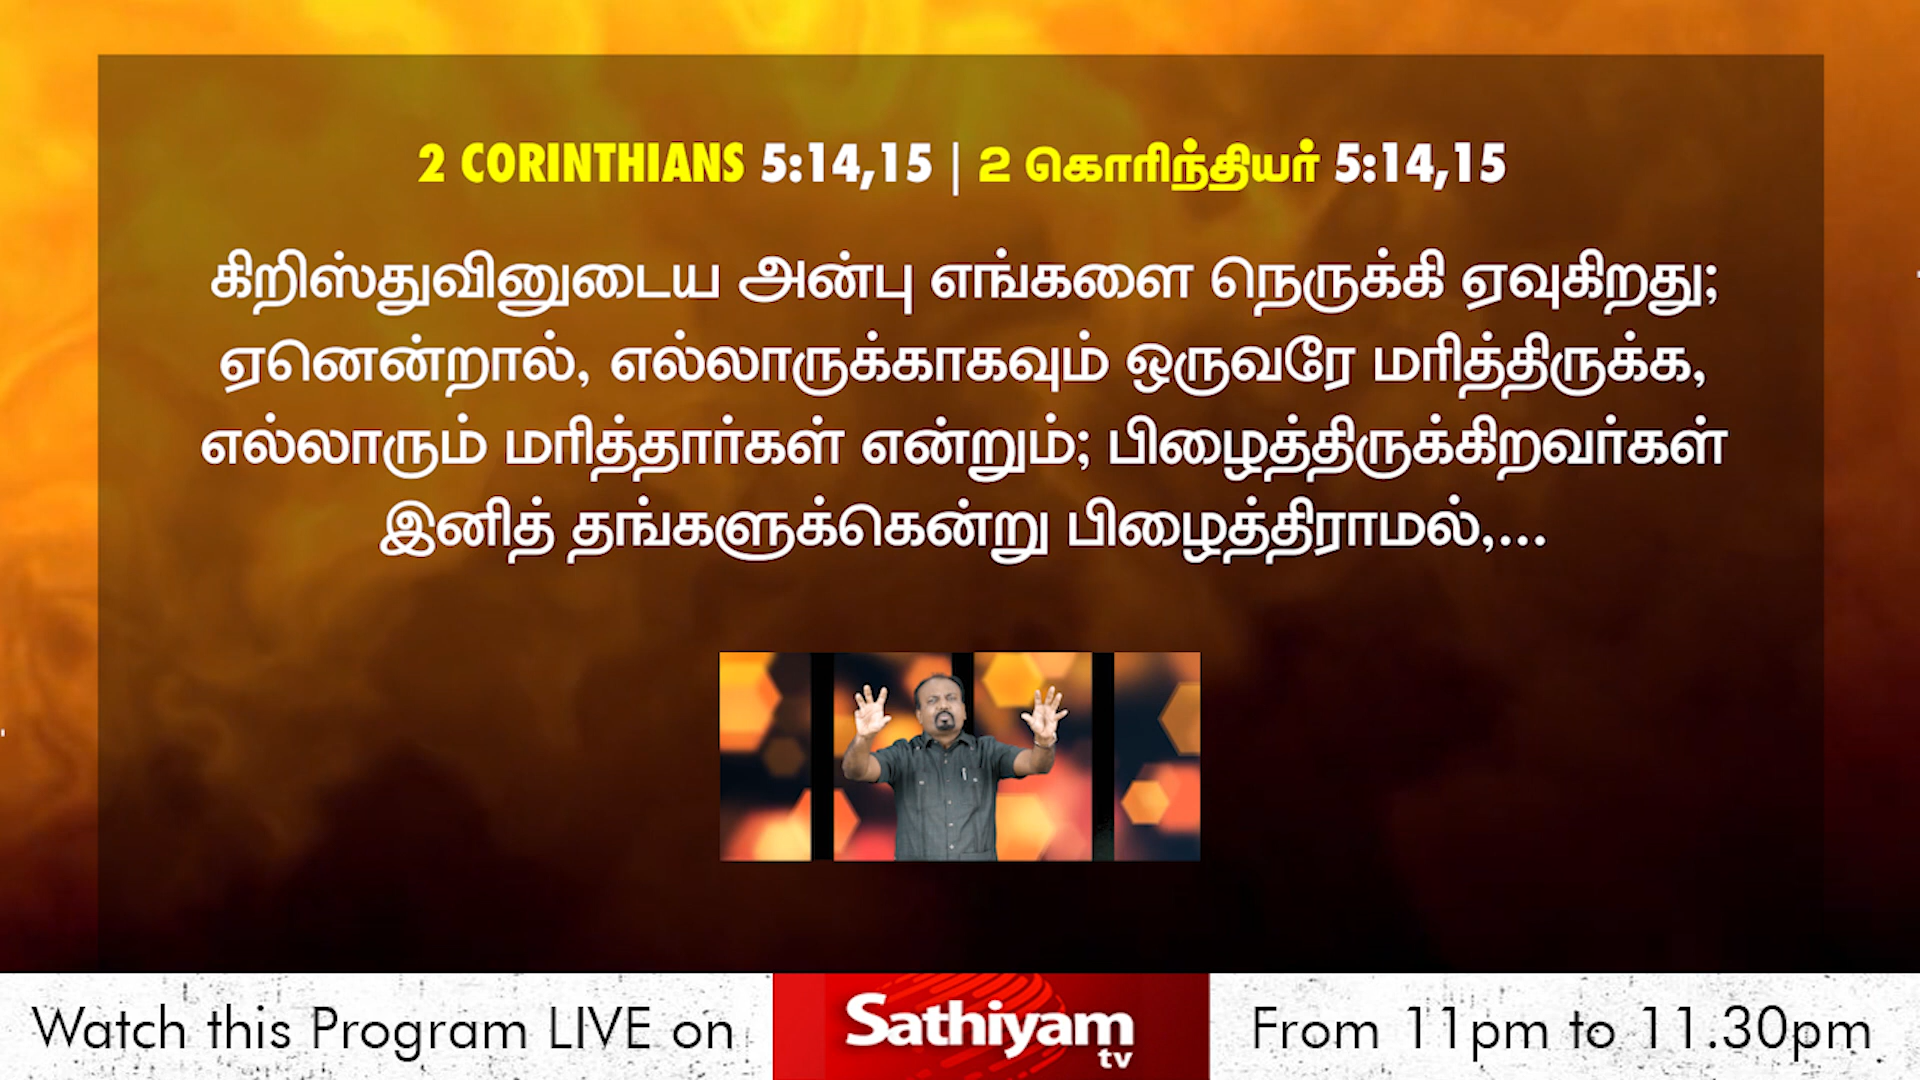 2 CORINTHIANS 5:14,15 | 2 கொரிந்தியர் 5:14,15
கிறிஸ்துவினுடைய அன்பு எங்களை நெருக்கி ஏவுகிறது;
ஏனென்றால், எல்லாருக்காகவும் ஒருவரே மரித்திருக்க,
எல்லாரும் மரித்தார்கள் என்றும்; பிழைத்திருக்கிறவர்கள்
இனித் தங்களுக்கென்று பிழைத்திராமல்,...
Watch this Program LIVE on Sathiyam tv From 11pm to 11.30pm